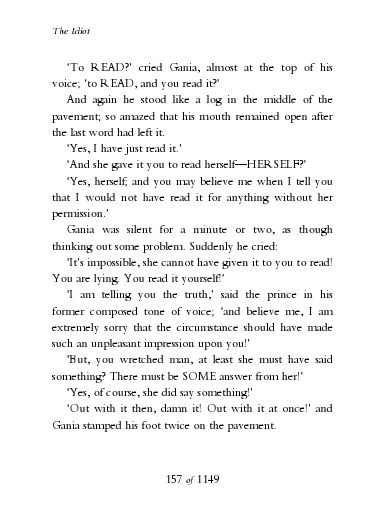 The Idiot
‘To READ?’ cried Gania, almost at the top of his
voice; ‘to READ, and you read it?’
And again he stood like a log in the middle of the
pavement; so amazed that his mouth remained open after
the last word had left it.
‘Yes, I have just read it.’
‘And she gave it you to read herself—HERSELF?’
‘Yes, herself; and you may believe me when I tell you
that I would not have read it for anything without her
permission.’
Gania was silent for a minute or two, as though
thinking out some problem. Suddenly he cried:
‘It's impossible, she cannot have given it to you to read!
You are lying. You read it yourself!’
‘I am telling you the truth,’ said the prince in his
former composed tone of voice; ‘and believe me, I am
extremely sorry that the circumstance should have made
such an unpleasant impression upon you!’
‘But, you wretched man, at least she must have said
something? There must be SOME answer from her!’
‘Yes, of course, she did say something!’
‘Out with it then, damn it! Out with it at once!’ and
Gania stamped his foot twice on the pavement.
157 of 1149